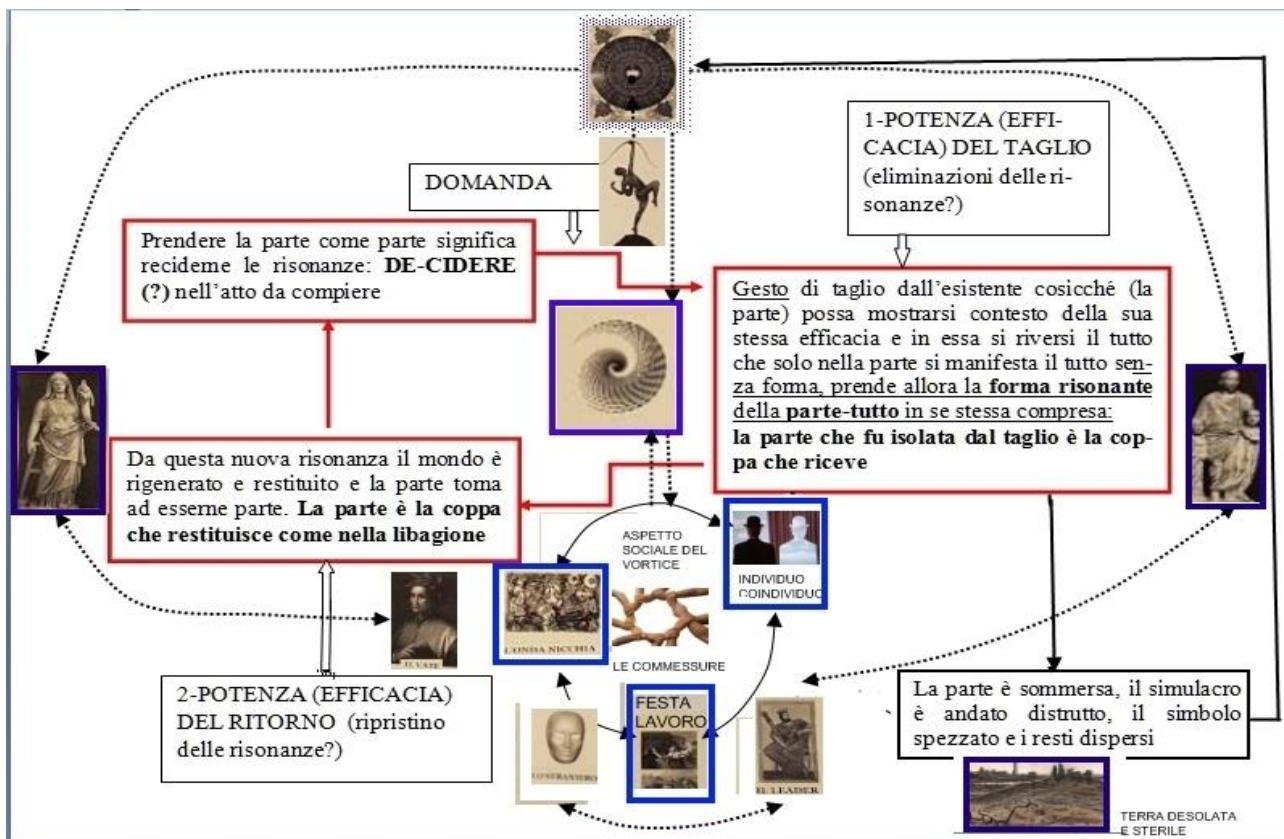 1-POTENZA (EFFI-
CACIA) DEL TAGLIO
(eliminazioni delle ri-
sonanze?)
DOMANDA
Prendere la parte come parte significa
reciderne le risonanze: DE-CIDERE
(?) nell’atto da compiere
Gesto di taglio dall’esistente cosicché (la
parte) possa mostrarsi contesto della sua
stessa efficacia e in essa si riversi il tutto
che solo nella parte si manifesta il tutto sen-
za forma, prende allora la forma risonante
della parte-tutto in se stessa compresa:
la parte che fu isolata dal taglio è la cop-
pa che riceve
Da questa nuova risonanza il mondo è
rigenerato e restituito e la parte torna
ad esserne parte. La parte è la coppa
che restituisce come nella libagione
ASPETTO
SOCIALE DEL
VORTICE
INDIVIDUO
COINDIVIDUO
L'ONDA NICCHIA
LE COMMESSURE
IL VATE
2-POTENZA (EFFICACIA)
DEL RITORNO (ripristino
delle risonanze?)
FESTA
LAVORO
LO STRANIERO
IL LEADER
La parte è sommersa, il simulacro
è andato distrutto, il simbolo
spezzato e i resti dispersi
TERRA DESOLATA
E STERILE